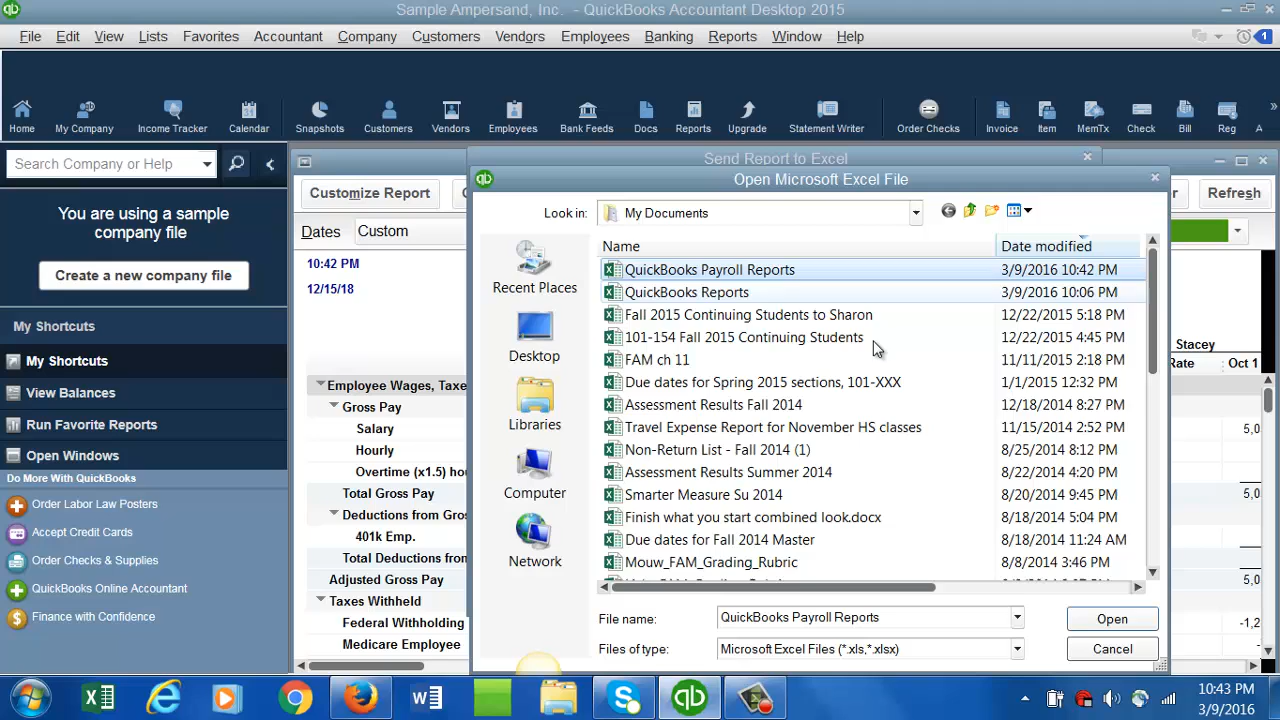 Sample Ampersand, Inc. - QuickBooks Accountant Desktop 2015
File Edit View Lists Favorites Accountant Company Customers Vendors Employees Banking Reports Window Help 1
Home My Company Income Tracker Calendar Snapshots Customers Vendors Employees Bank Feeds Docs Reports Upgrade Statement Writer Order Checks Invoice Item MemTx Check Bill Reg A
Search Company or Help
You are using a sample
company file
Create a new company file
My Shortcuts
My Shortcuts
View Balances
Run Favorite Reports
Open Windows
Do More With QuickBooks
Order Labor Law Posters
Accept Credit Cards
Order Checks & Supplies
QuickBooks Online Accountant
Finance with Confidence
Customize Report
Refresh
Dates Custom
10:42 PM
12/15/18
Employee Wages, Taxe
Gross Pay
Salary
Hourly
Overtime (x1.5) hou
Total Gross Pay
Deductions from Gros
401k Emp.
Total Deductions from
Adjusted Gross Pay
Taxes Withheld
Federal Withholding
Medicare Employee
Stacey
Rate Oct 1
5,0
5,0
5,0
-1,2
Send Report to Excel
Open Microsoft Excel File
Look in: My Documents
Recent Places
Desktop
Libraries
Computer
Network
Name Date modified
QuickBooks Payroll Reports 3/9/2016 10:42 PM
QuickBooks Reports 3/9/2016 10:06 PM
Fall 2015 Continuing Students to Sharon 12/22/2015 5:18 PM
101-154 Fall 2015 Continuing Students 12/22/2015 4:45 PM
FAM ch 11 11/11/2015 2:18 PM
Due dates for Spring 2015 sections, 101-XXX 1/1/2015 12:32 PM
Assessment Results Fall 2014 12/18/2014 8:27 PM
Travel Expense Report for November HS classes 11/15/2014 2:52 PM
Non-Return List - Fall 2014 (1) 8/25/2014 8:12 PM
Assessment Results Summer 2014 8/22/2014 4:20 PM
Smarter Measure Su 2014 8/20/2014 9:45 PM
Finish what you start combined look.docx 8/18/2014 5:04 PM
Due dates for Fall 2014 Master 8/18/2014 11:24 AM
Mouw_FAM_Grading_Rubric 8/8/2014 3:46 PM
File name: QuickBooks Payroll Reports Open
Files of type: Microsoft Excel Files (*.xls,*.xlsx) Cancel
10:43 PM
3/9/2016